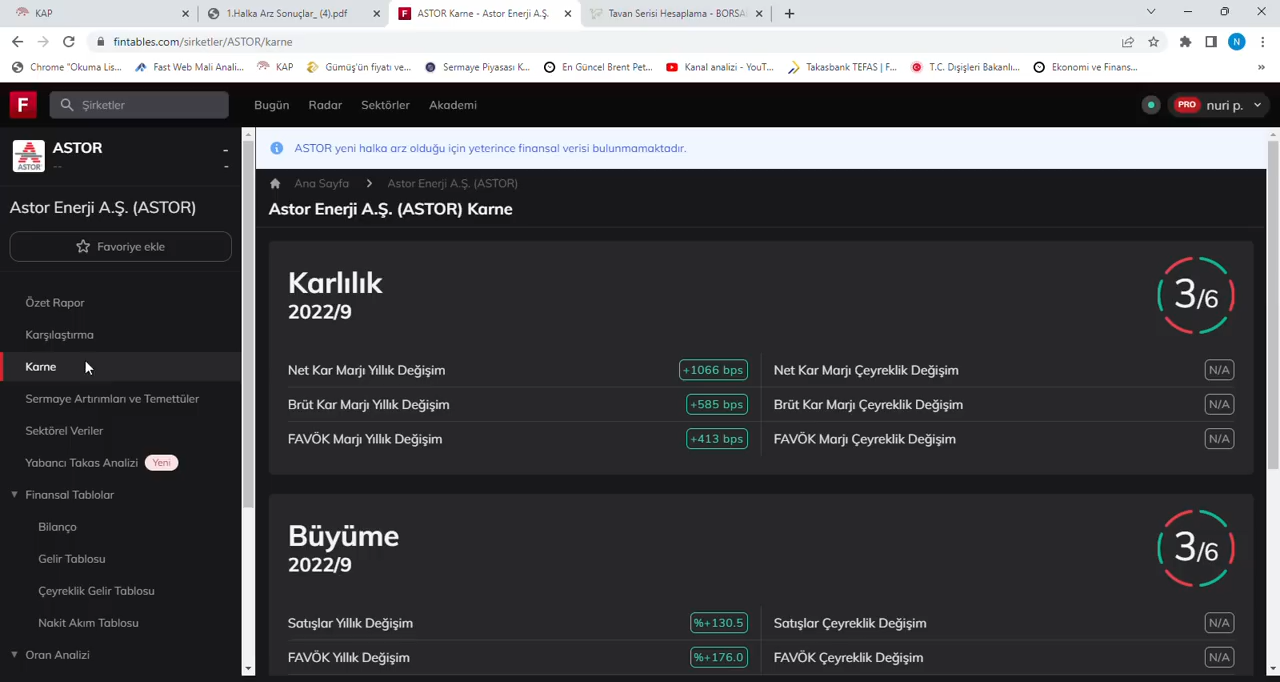 KAP
1.Halka Arz Sonuçlar_ (4).pdf
ASTOR Karne - Astor Enerji A.Ş.
Tavan Serisi Hesaplama - BORSA
fintables.com/sirketler/ASTOR/karne
N
Chrome "Okuma Lis...
Fast Web Mali Anali...
KAP
Gümüş'ün fiyatı ve...
Sermaye Piyasası K...
En Güncel Brent Pet...
Kanal analizi - YouT...
Takasbank TEFAS | F...
T.C. Dışişleri Bakanlı...
Ekonomi ve Finans...
F
Şirketler
Bugün
Radar
Sektörler
Akademi
PRO nuri p.
ASTOR
ASTOR
-
--
-
Astor Enerji A.Ş. (ASTOR)
Favoriye ekle
Özet Rapor
Karşılaştırma
Karne
Sermaye Artırımları ve Temettüler
Sektörel Veriler
Yabancı Takas Analizi Yeni
Finansal Tablolar
Bilanço
Gelir Tablosu
Çeyreklik Gelir Tablosu
Nakit Akım Tablosu
Oran Analizi
ASTOR yeni halka arz olduğu için yeterince finansal verisi bulunmamaktadır.
Ana Sayfa > Astor Enerji A.Ş. (ASTOR)
Astor Enerji A.Ş. (ASTOR) Karne
Karlılık
2022/9
3/6
Net Kar Marjı Yıllık Değişim +1066 bps Net Kar Marjı Çeyreklik Değişim N/A
Brüt Kar Marjı Yıllık Değişim +585 bps Brüt Kar Marjı Çeyreklik Değişim N/A
FAVÖK Marjı Yıllık Değişim +413 bps FAVÖK Marjı Çeyreklik Değişim N/A
Büyüme
2022/9
3/6
Satışlar Yıllık Değişim %+130.5 Satışlar Çeyreklik Değişim N/A
FAVÖK Yıllık Değişim %+176.0 FAVÖK Çeyreklik Değişim N/A